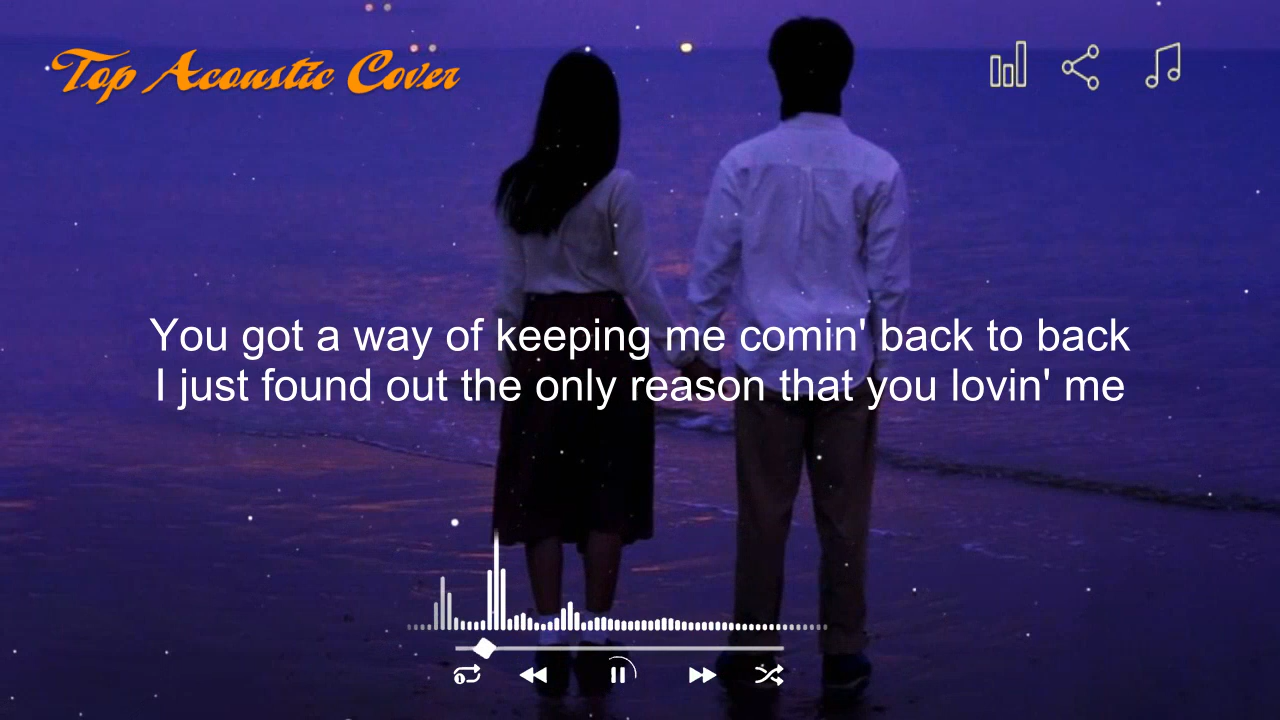 Top Acoustic Cover
You got a way of keeping me comin' back to back
I just found out the only reason that you lovin' me